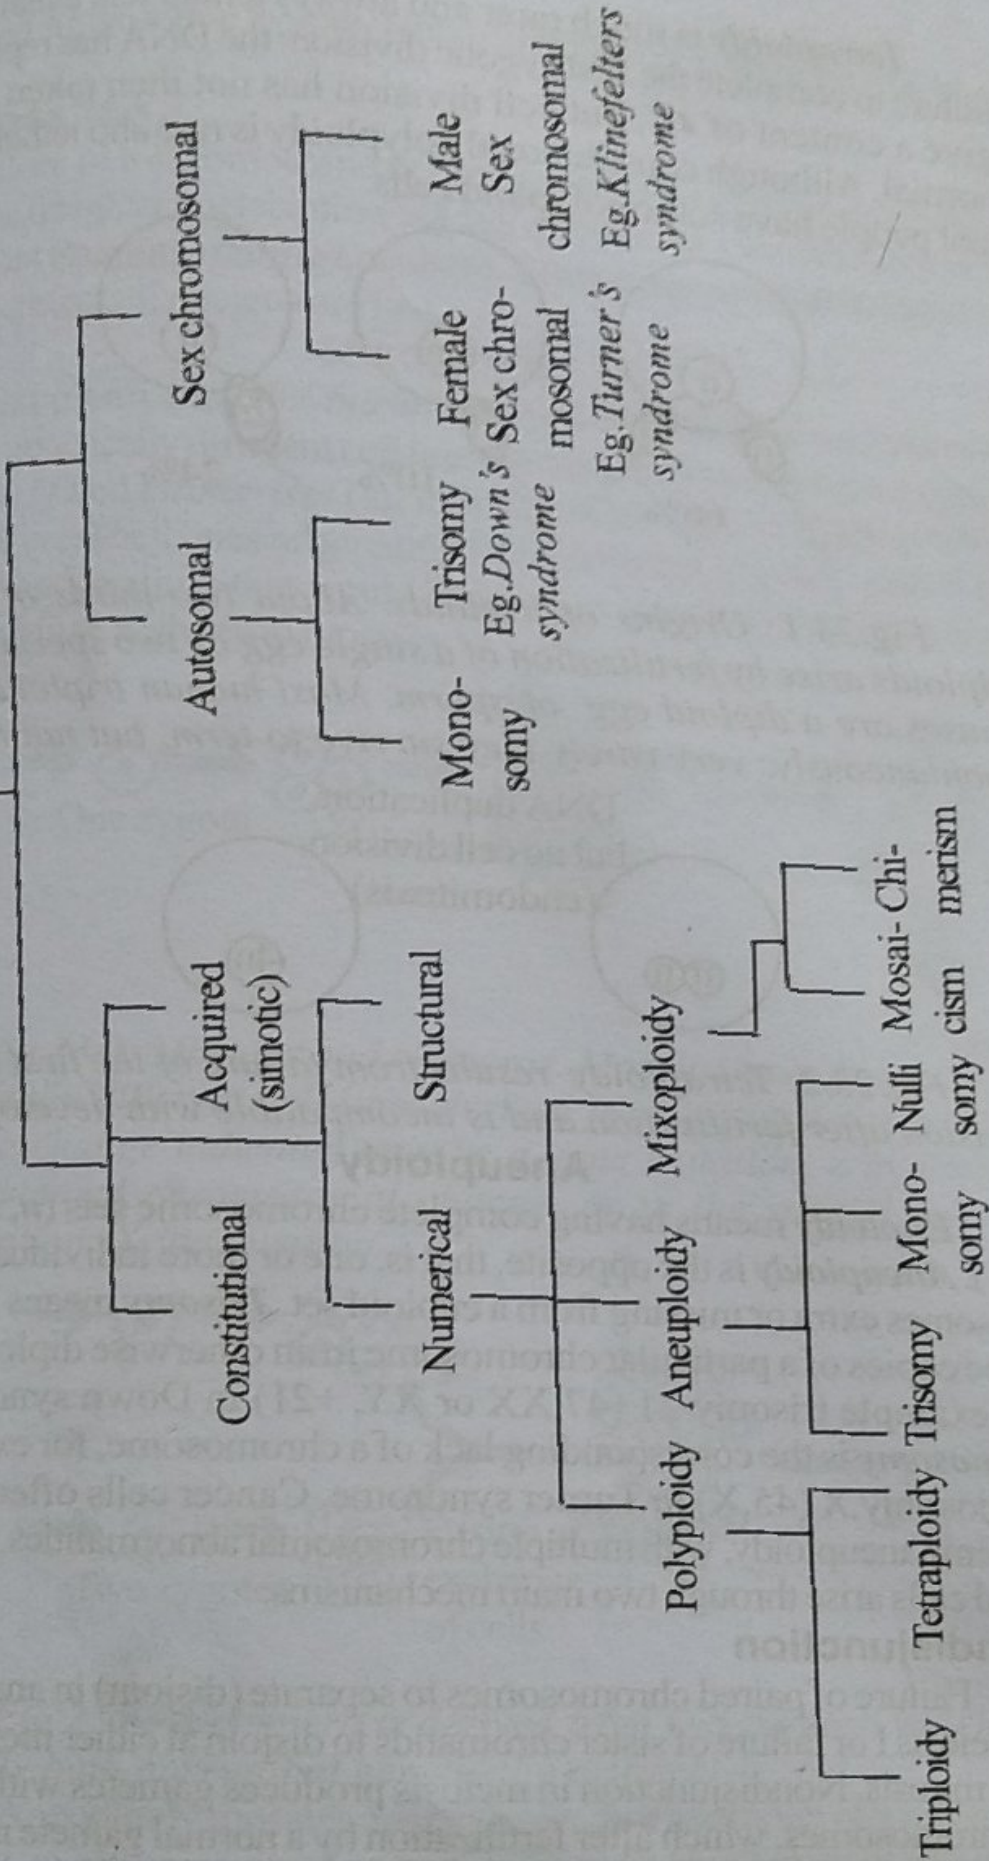 Constitutional
Acquired
(simotic)
Autosomal
Sex chromosomal
Numerical
Structural
Mono-
somy
Trisomy
Eg.Down's
syndrome
Female
Sex chro-
mosomal
Eg.Turner's
syndrome
Male
Sex
chromosomal
Eg.Klinefelters
syndrome
Polyploidy
Aneuploidy
Mixoploidy
Triploidy
Tetraploidy
Trisomy
Mono-
somy
Nulli
somy
Mosai-
cism
Chi-
merism